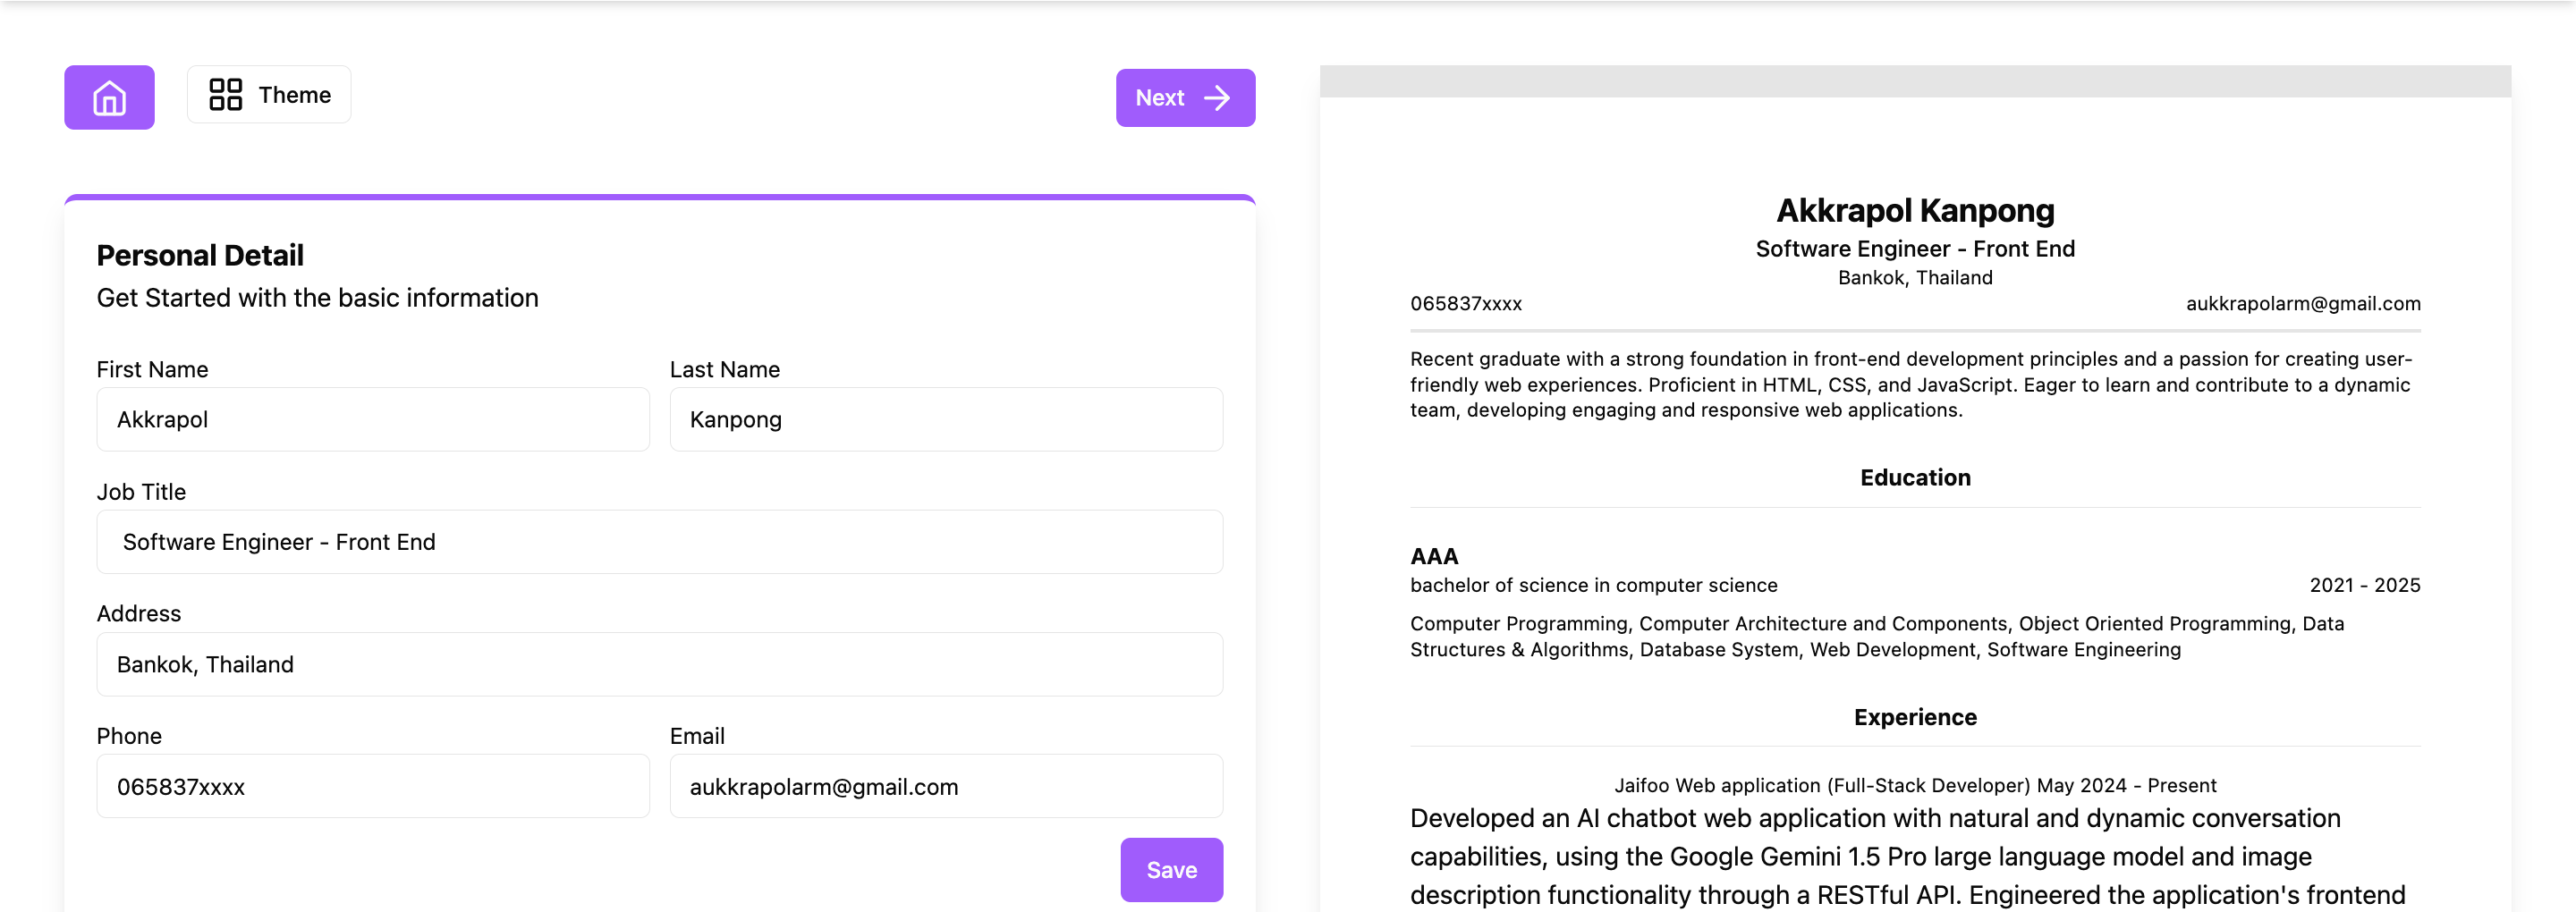 Theme
Next
Personal Detail
Get Started with the basic information
First Name
Last Name
Akkrapol
Kanpong
Job Title
Software Engineer - Front End
Address
Bankok, Thailand
Phone
Email
065837xxxx
aukkrapolarm@gmail.com
Save
Akkrapol Kanpong
Software Engineer - Front End
Bankok, Thailand
065837xxxx
aukkrapolarm@gmail.com
Recent graduate with a strong foundation in front-end development principles and a passion for creating user-
friendly web experiences. Proficient in HTML, CSS, and JavaScript. Eager to learn and contribute to a dynamic
team, developing engaging and responsive web applications.
Education
AAA
bachelor of science in computer science
2021 - 2025
Computer Programming, Computer Architecture and Components, Object Oriented Programming, Data
Structures & Algorithms, Database System, Web Development, Software Engineering
Experience
Jaifoo Web application (Full-Stack Developer) May 2024 - Present
Developed an AI chatbot web application with natural and dynamic conversation
capabilities, using the Google Gemini 1.5 Pro large language model and image
description functionality through a RESTful API. Engineered the application's frontend